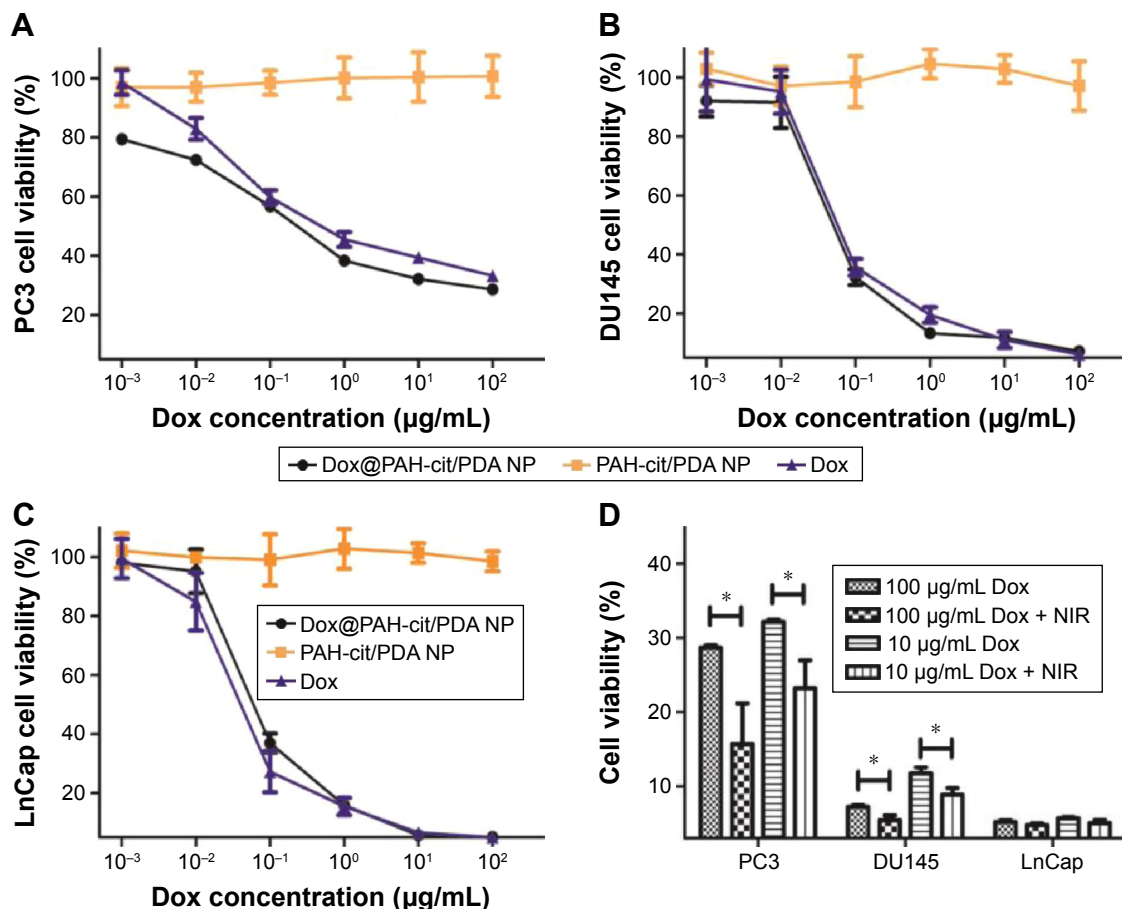 A
PC3 cell viability (%)
100
80
60
40
20
10⁻³ 10⁻² 10⁻¹ 10⁰ 10¹ 10²
Dox concentration (µg/mL)
B
DU145 cell viability (%)
100
80
60
40
20
10⁻³ 10⁻² 10⁻¹ 10⁰ 10¹ 10²
Dox concentration (µg/mL)
Dox@PAH-cit/PDA NP PAH-cit/PDA NP Dox
C
LnCap cell viability (%)
100
80
60
40
20
Dox@PAH-cit/PDA NP
PAH-cit/PDA NP
Dox
10⁻³ 10⁻² 10⁻¹ 10⁰ 10¹ 10²
Dox concentration (µg/mL)
D
Cell viability (%)
40
30
20
10
100 µg/mL Dox
100 µg/mL Dox + NIR
10 µg/mL Dox
10 µg/mL Dox + NIR
* *
* *
PC3 DU145 LnCap